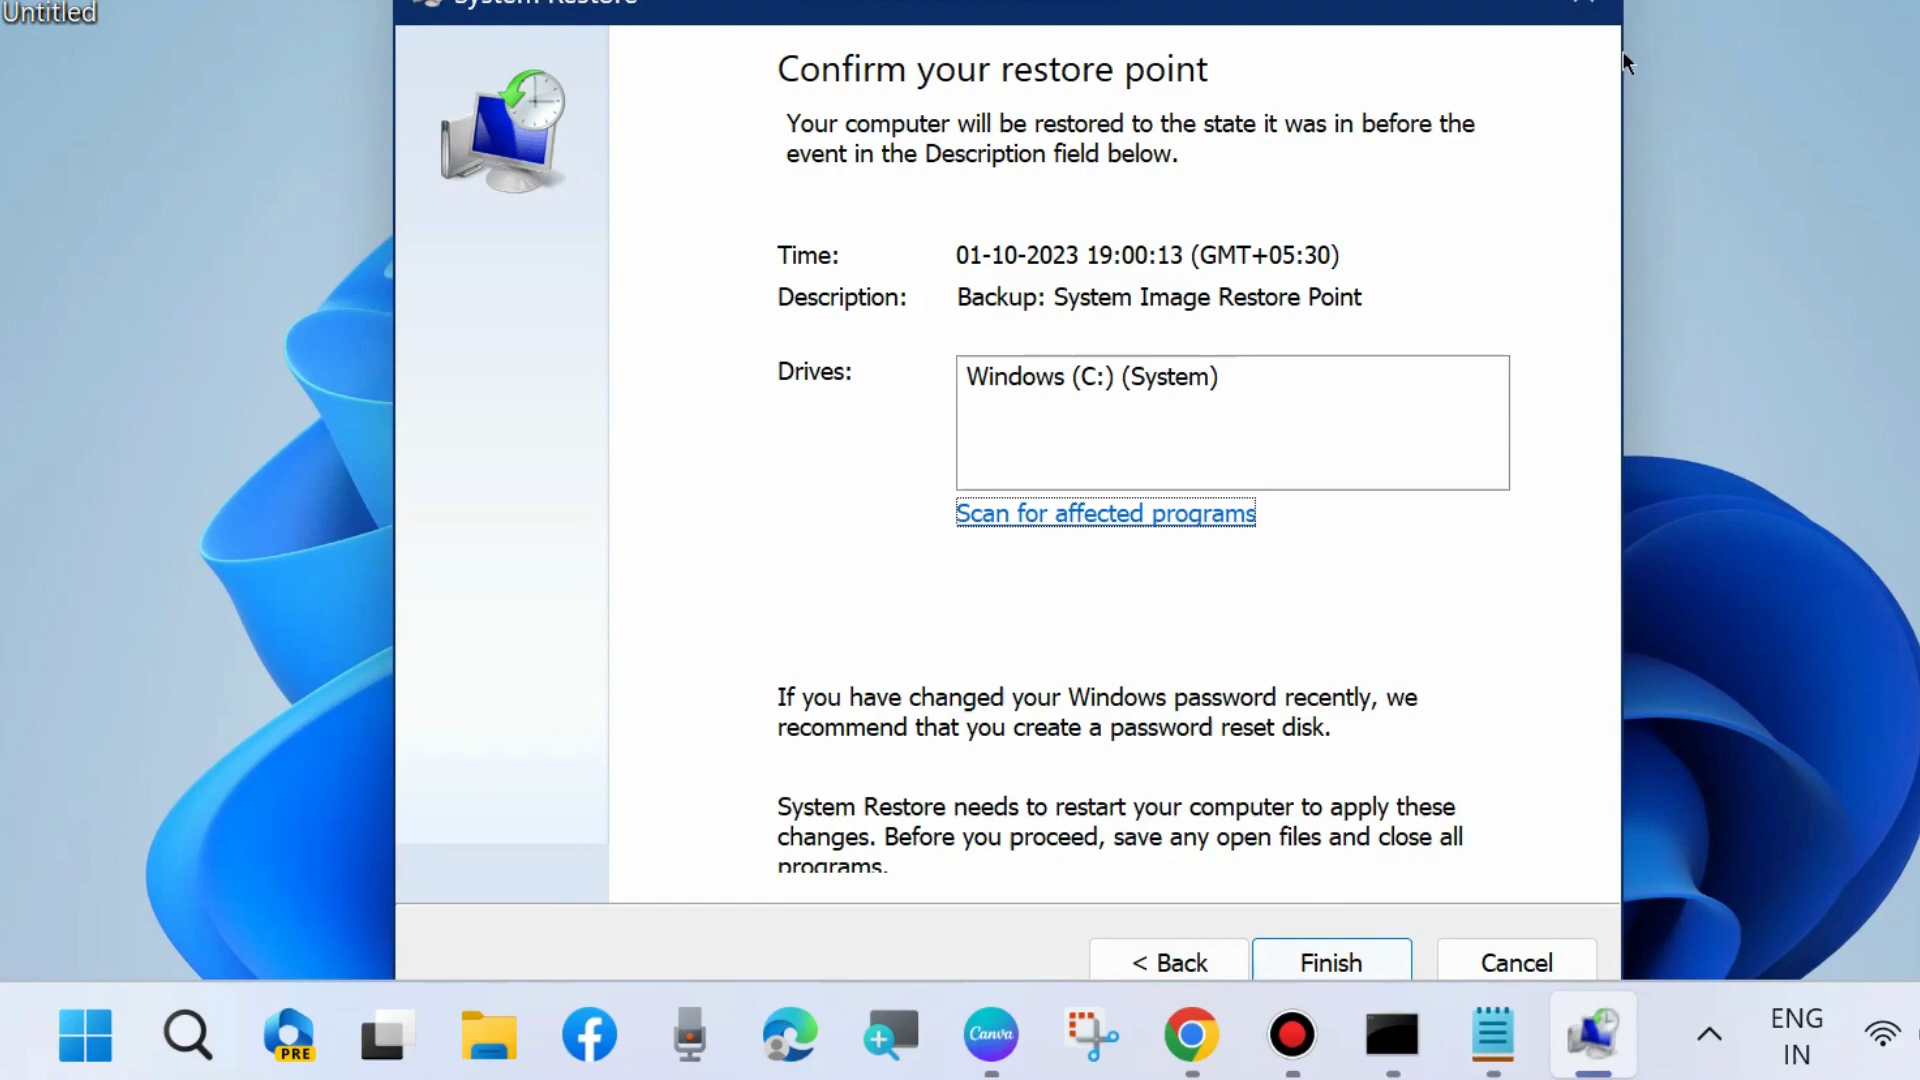 Untitled
System Restore
Confirm your restore point
Your computer will be restored to the state it was in before the
event in the Description field below.
Time: 01-10-2023 19:00:13 (GMT+05:30)
Description: Backup: System Image Restore Point
Drives: Windows (C:) (System)
Scan for affected programs
If you have changed your Windows password recently, we
recommend that you create a password reset disk.
System Restore needs to restart your computer to apply these
changes. Before you proceed, save any open files and close all
programs.
< Back Finish Cancel
PRE
Canva
ENG
IN